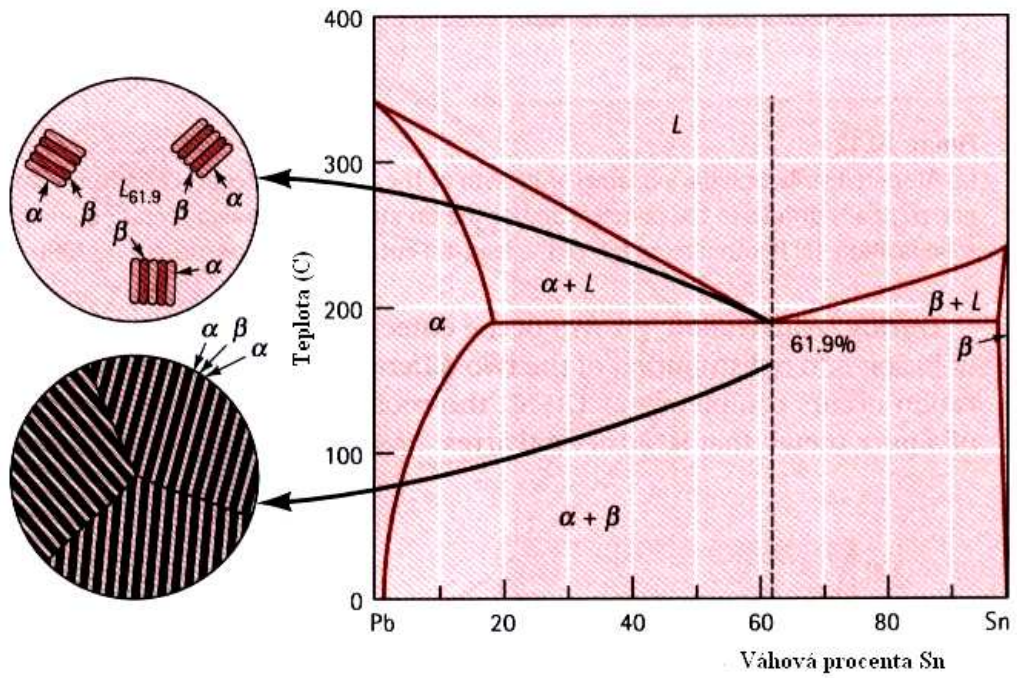 400
300
200
100
0
Teplota (C)
Pb
20
40
60
80
Sn
Váhová procenta Sn
L
α + L
α
β + L
β
61.9%
α + β
L61.9
α
β
β
α
β
α
α
β
α